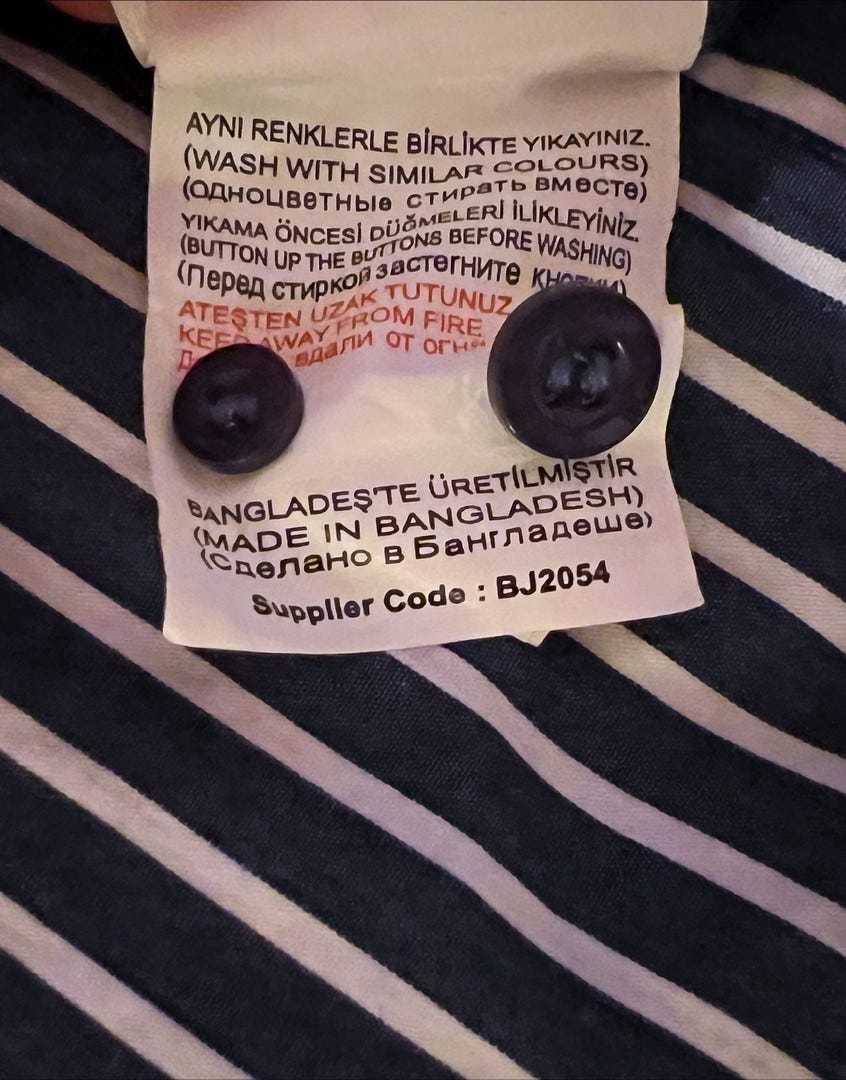 AYNI RENKLERLE BİRLİKTE YIKAYINIZ.
(WASH WITH SIMILAR COLOURS)
(одноцветные стирать вместе)
YIKAMA ÖNCESİ DÜĞMELERİ İLİKLEYİNİZ.
(BUTTON UP THE BUTTONS BEFORE WASHING)
(Перед стиркой застегните
ATEŞTEN UZAK TUTUNUZ
KEEP AWAY FROM FIRE
вдали от
BANGLADEŞ'TE ÜRETİLMİŞTİR
(MADE IN BANGLADESH)
(Сделано в Бангладеше)
Supplier Code : BJ2054